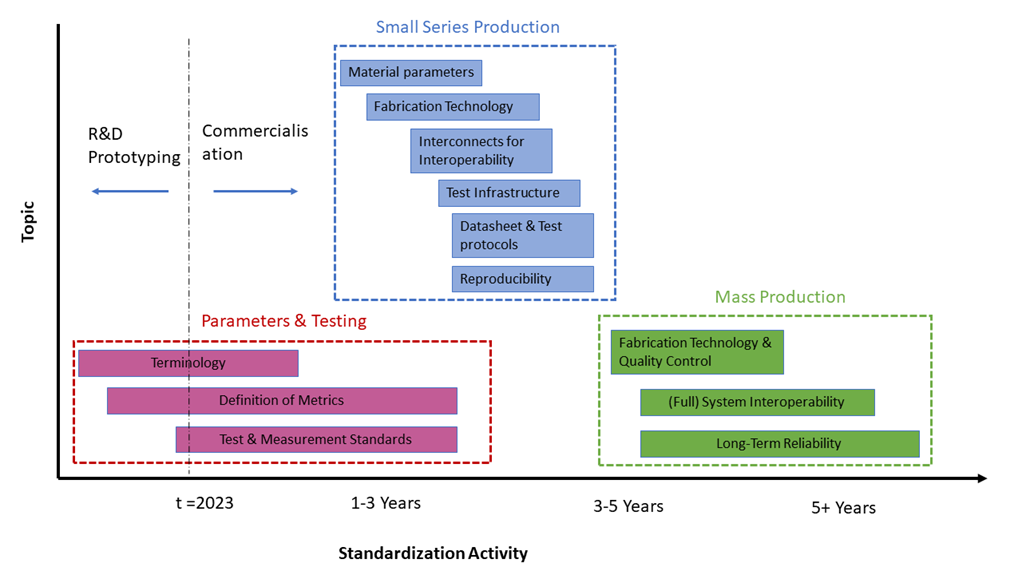 Small Series Production
Material parameters
Fabrication Technology
Interconnects for
Interoperability
Test Infrastructure
Datasheet & Test
protocols
Reproducibility
R&D
Prototyping
Commercialis
ation
Topic
Parameters & Testing
Terminology
Definition of Metrics
Test & Measurement Standards
Mass Production
Fabrication Technology &
Quality Control
(Full) System Interoperability
Long-Term Reliability
t =2023
1-3 Years
3-5 Years
5+ Years
Standardization Activity